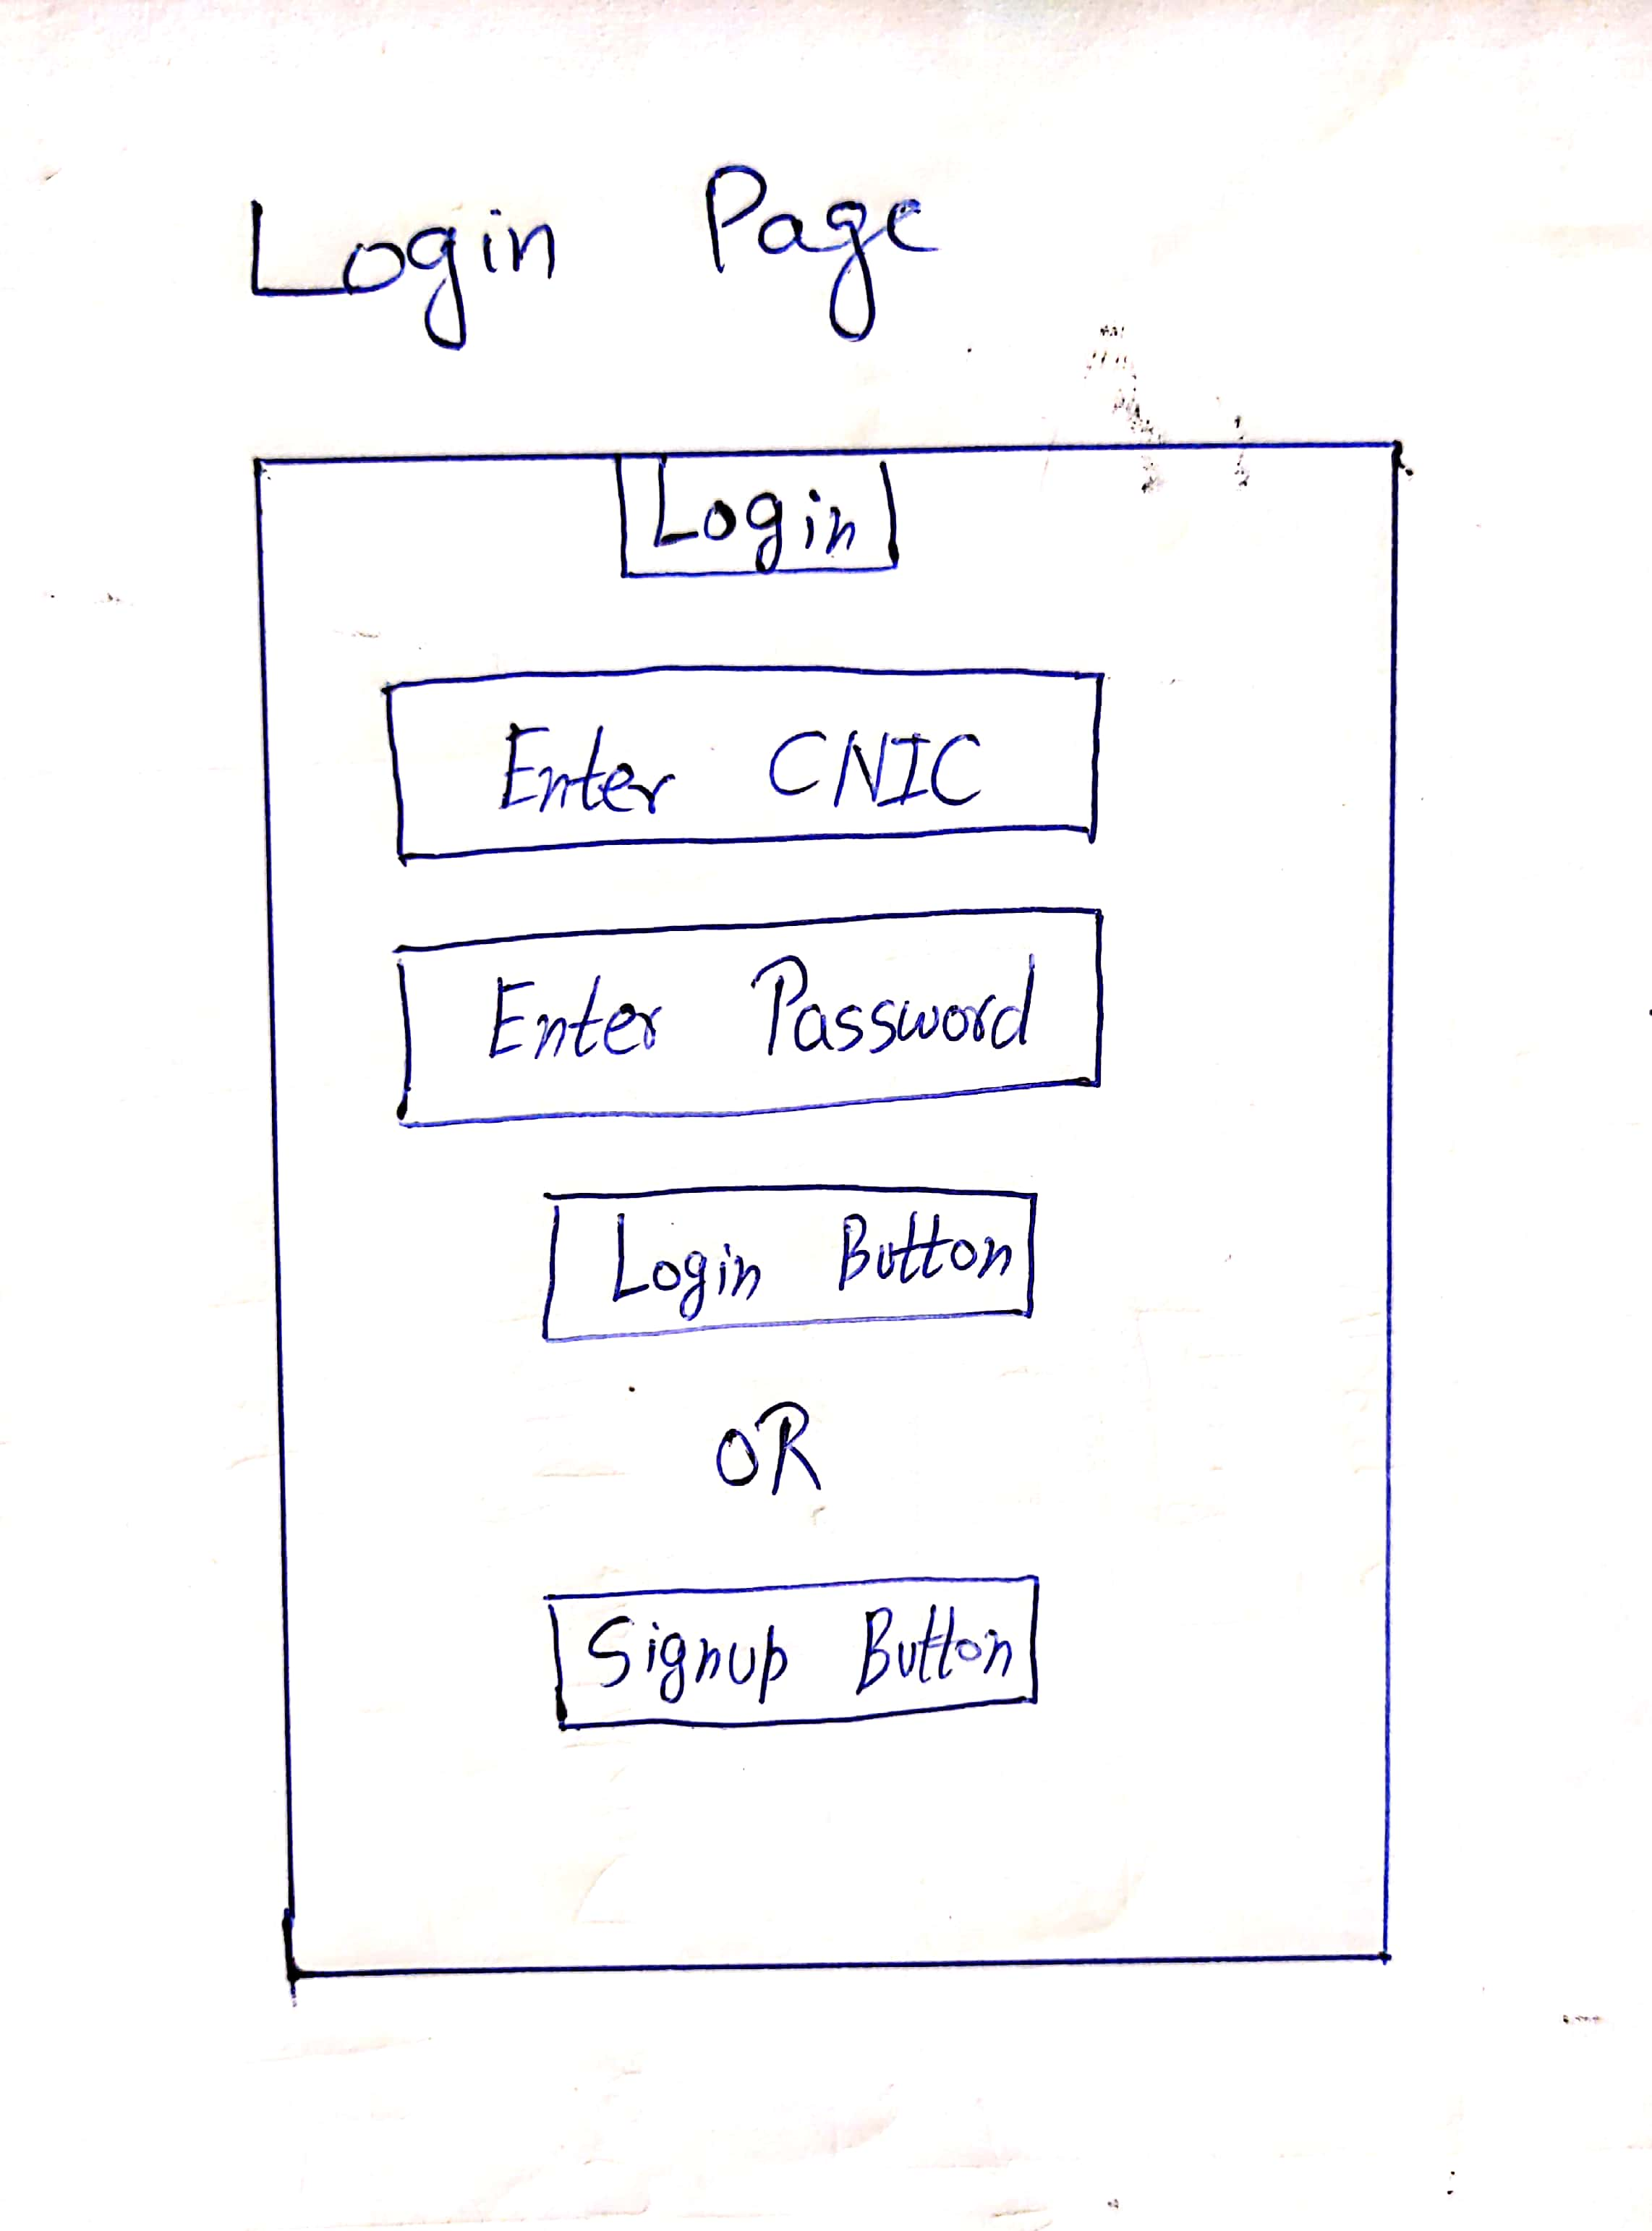 Login Page
Login
Enter CNIC
Enter Password
Login Button
OR
Signup Button